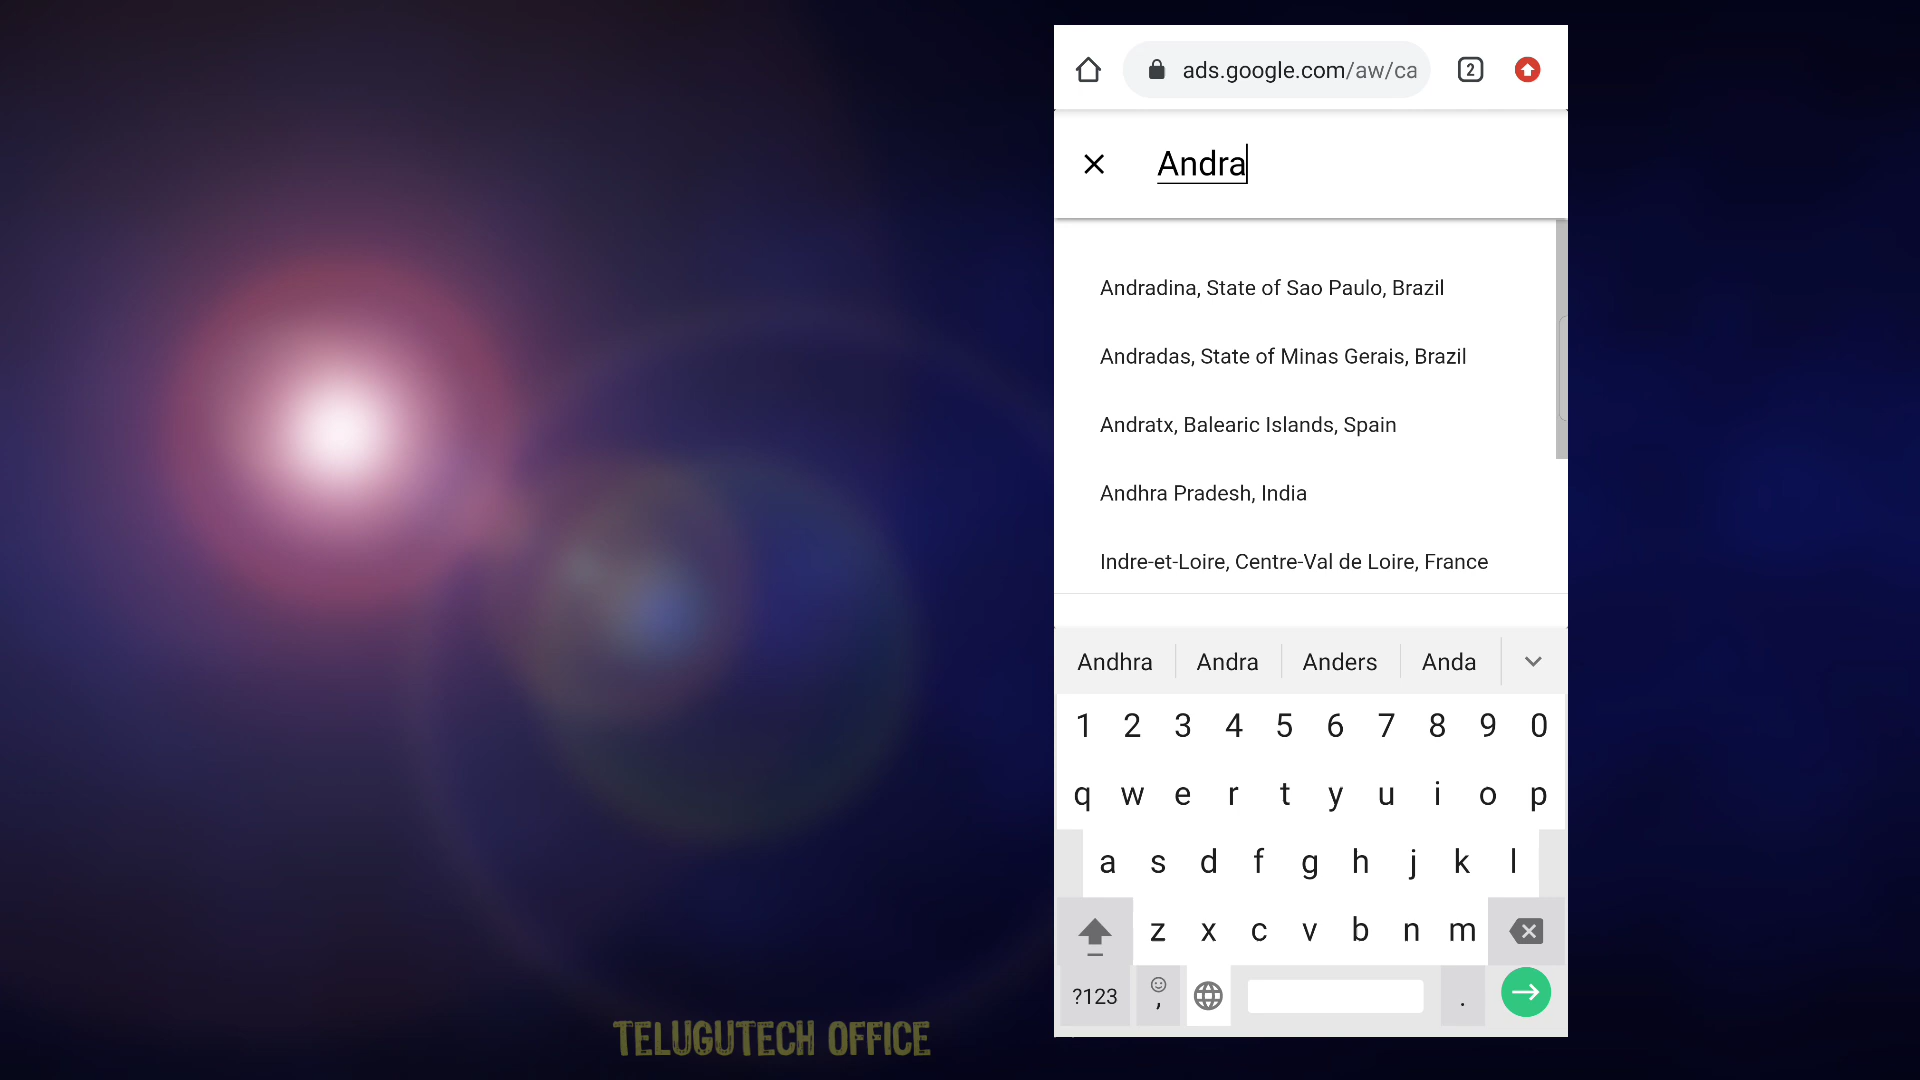 ads.google.com/aw/ca
2
Andra
Andradina, State of Sao Paulo, Brazil
Andradas, State of Minas Gerais, Brazil
Andratx, Balearic Islands, Spain
Andhra Pradesh, India
Indre-et-Loire, Centre-Val de Loire, France
Andhra Andra Anders Anda
1 2 3 4 5 6 7 8 9 0
q w e r t y u i o p
a s d f g h j k l
z x c v b n m
?123 , .
TELUGUTECH OFFICE